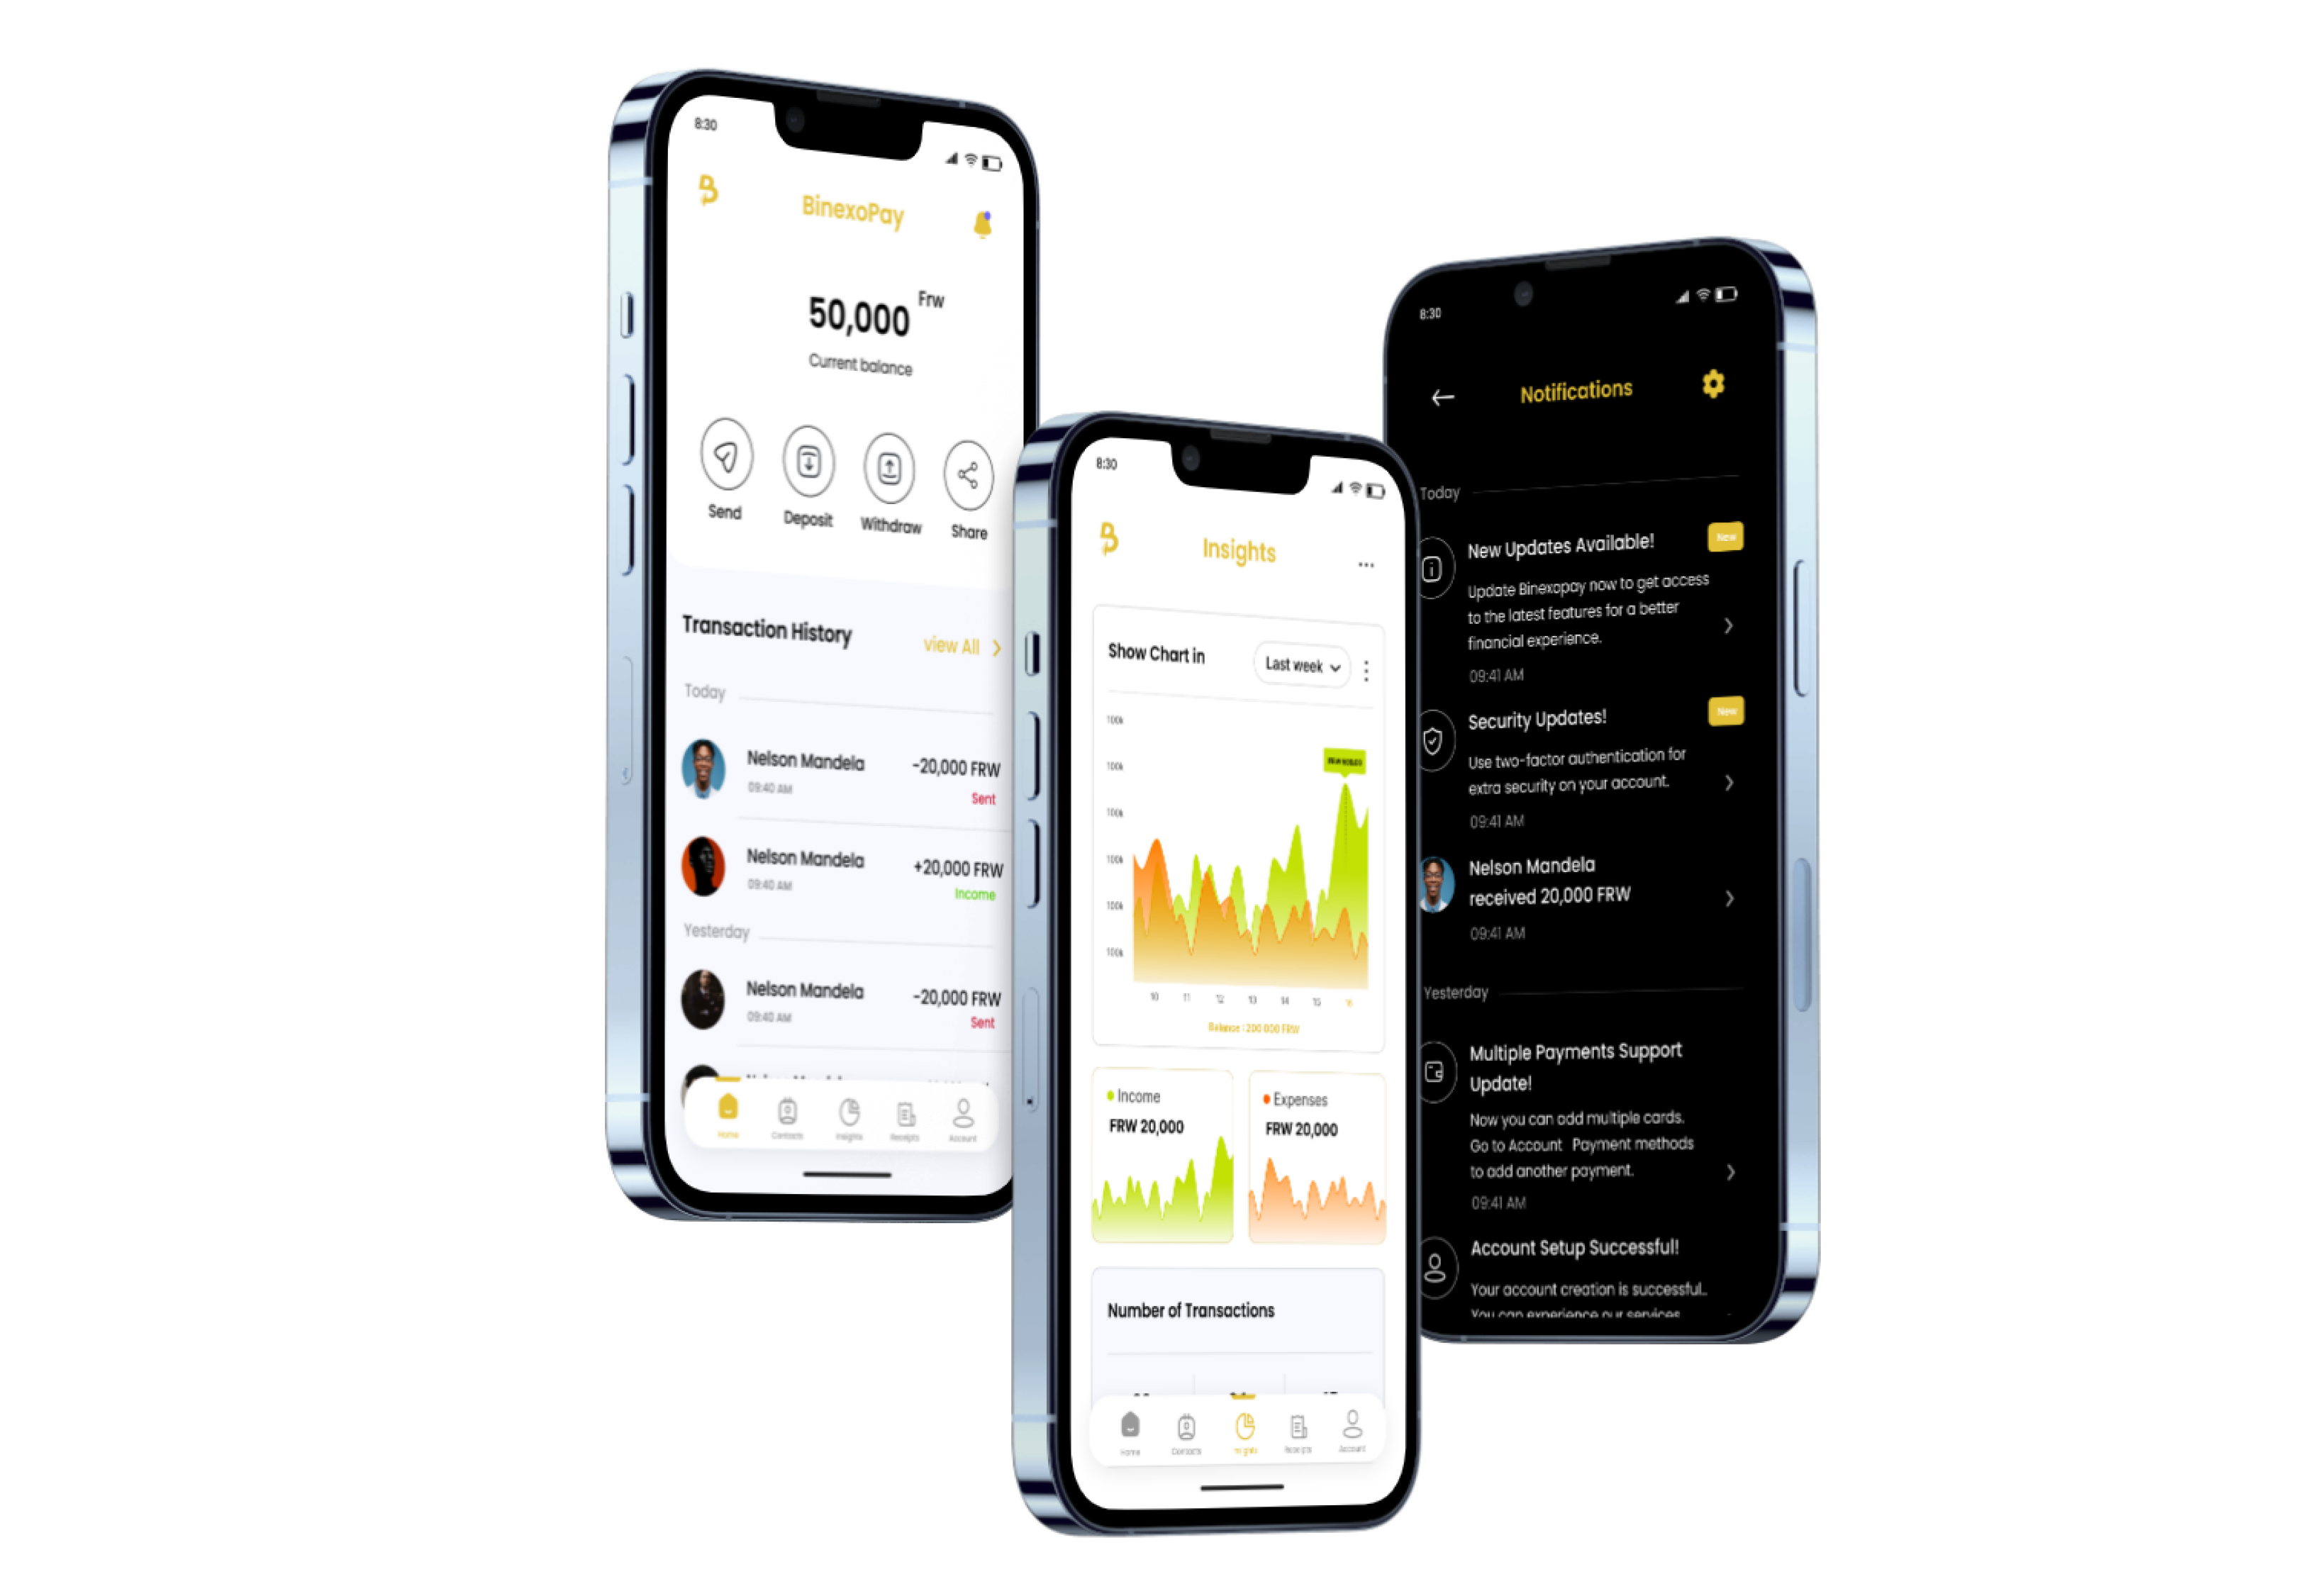 8:30
BinexoPay
50,000 Frw
Current balance
Send Deposit Withdraw Share
Transaction History view All
Today
Nelson Mandela -20,000 FRW
09:40 AM Sent
Nelson Mandela +20,000 FRW
09:40 AM Income
Yesterday
Nelson Mandela -20,000 FRW
09:40 AM Sent
Home Contacts Insights Receipts Account
8:30
Insights
...
Show Chart in Last week
100k
100k
100k
100k
100k
100k
10 11 12 13 14 15 16
Balance : 200 000 FRW
Income
FRW 20,000
Expenses
FRW 20,000
Number of Transactions
Home Contacts Insights Receipts Account
8:30
Notifications
Today
New Updates Available! New
Update Binexopay now to get access
to the latest features for a better
financial experience.
09:41 AM
Security Updates! New
Use two-factor authentication for
extra security on your account.
09:41 AM
Nelson Mandela
received 20,000 FRW
09:41 AM
Yesterday
Multiple Payments Support
Update!
Now you can add multiple cards.
Go to Account Payment methods
to add another payment.
09:41 AM
Account Setup Successful!
Your account creation is successful..
You can experience our services